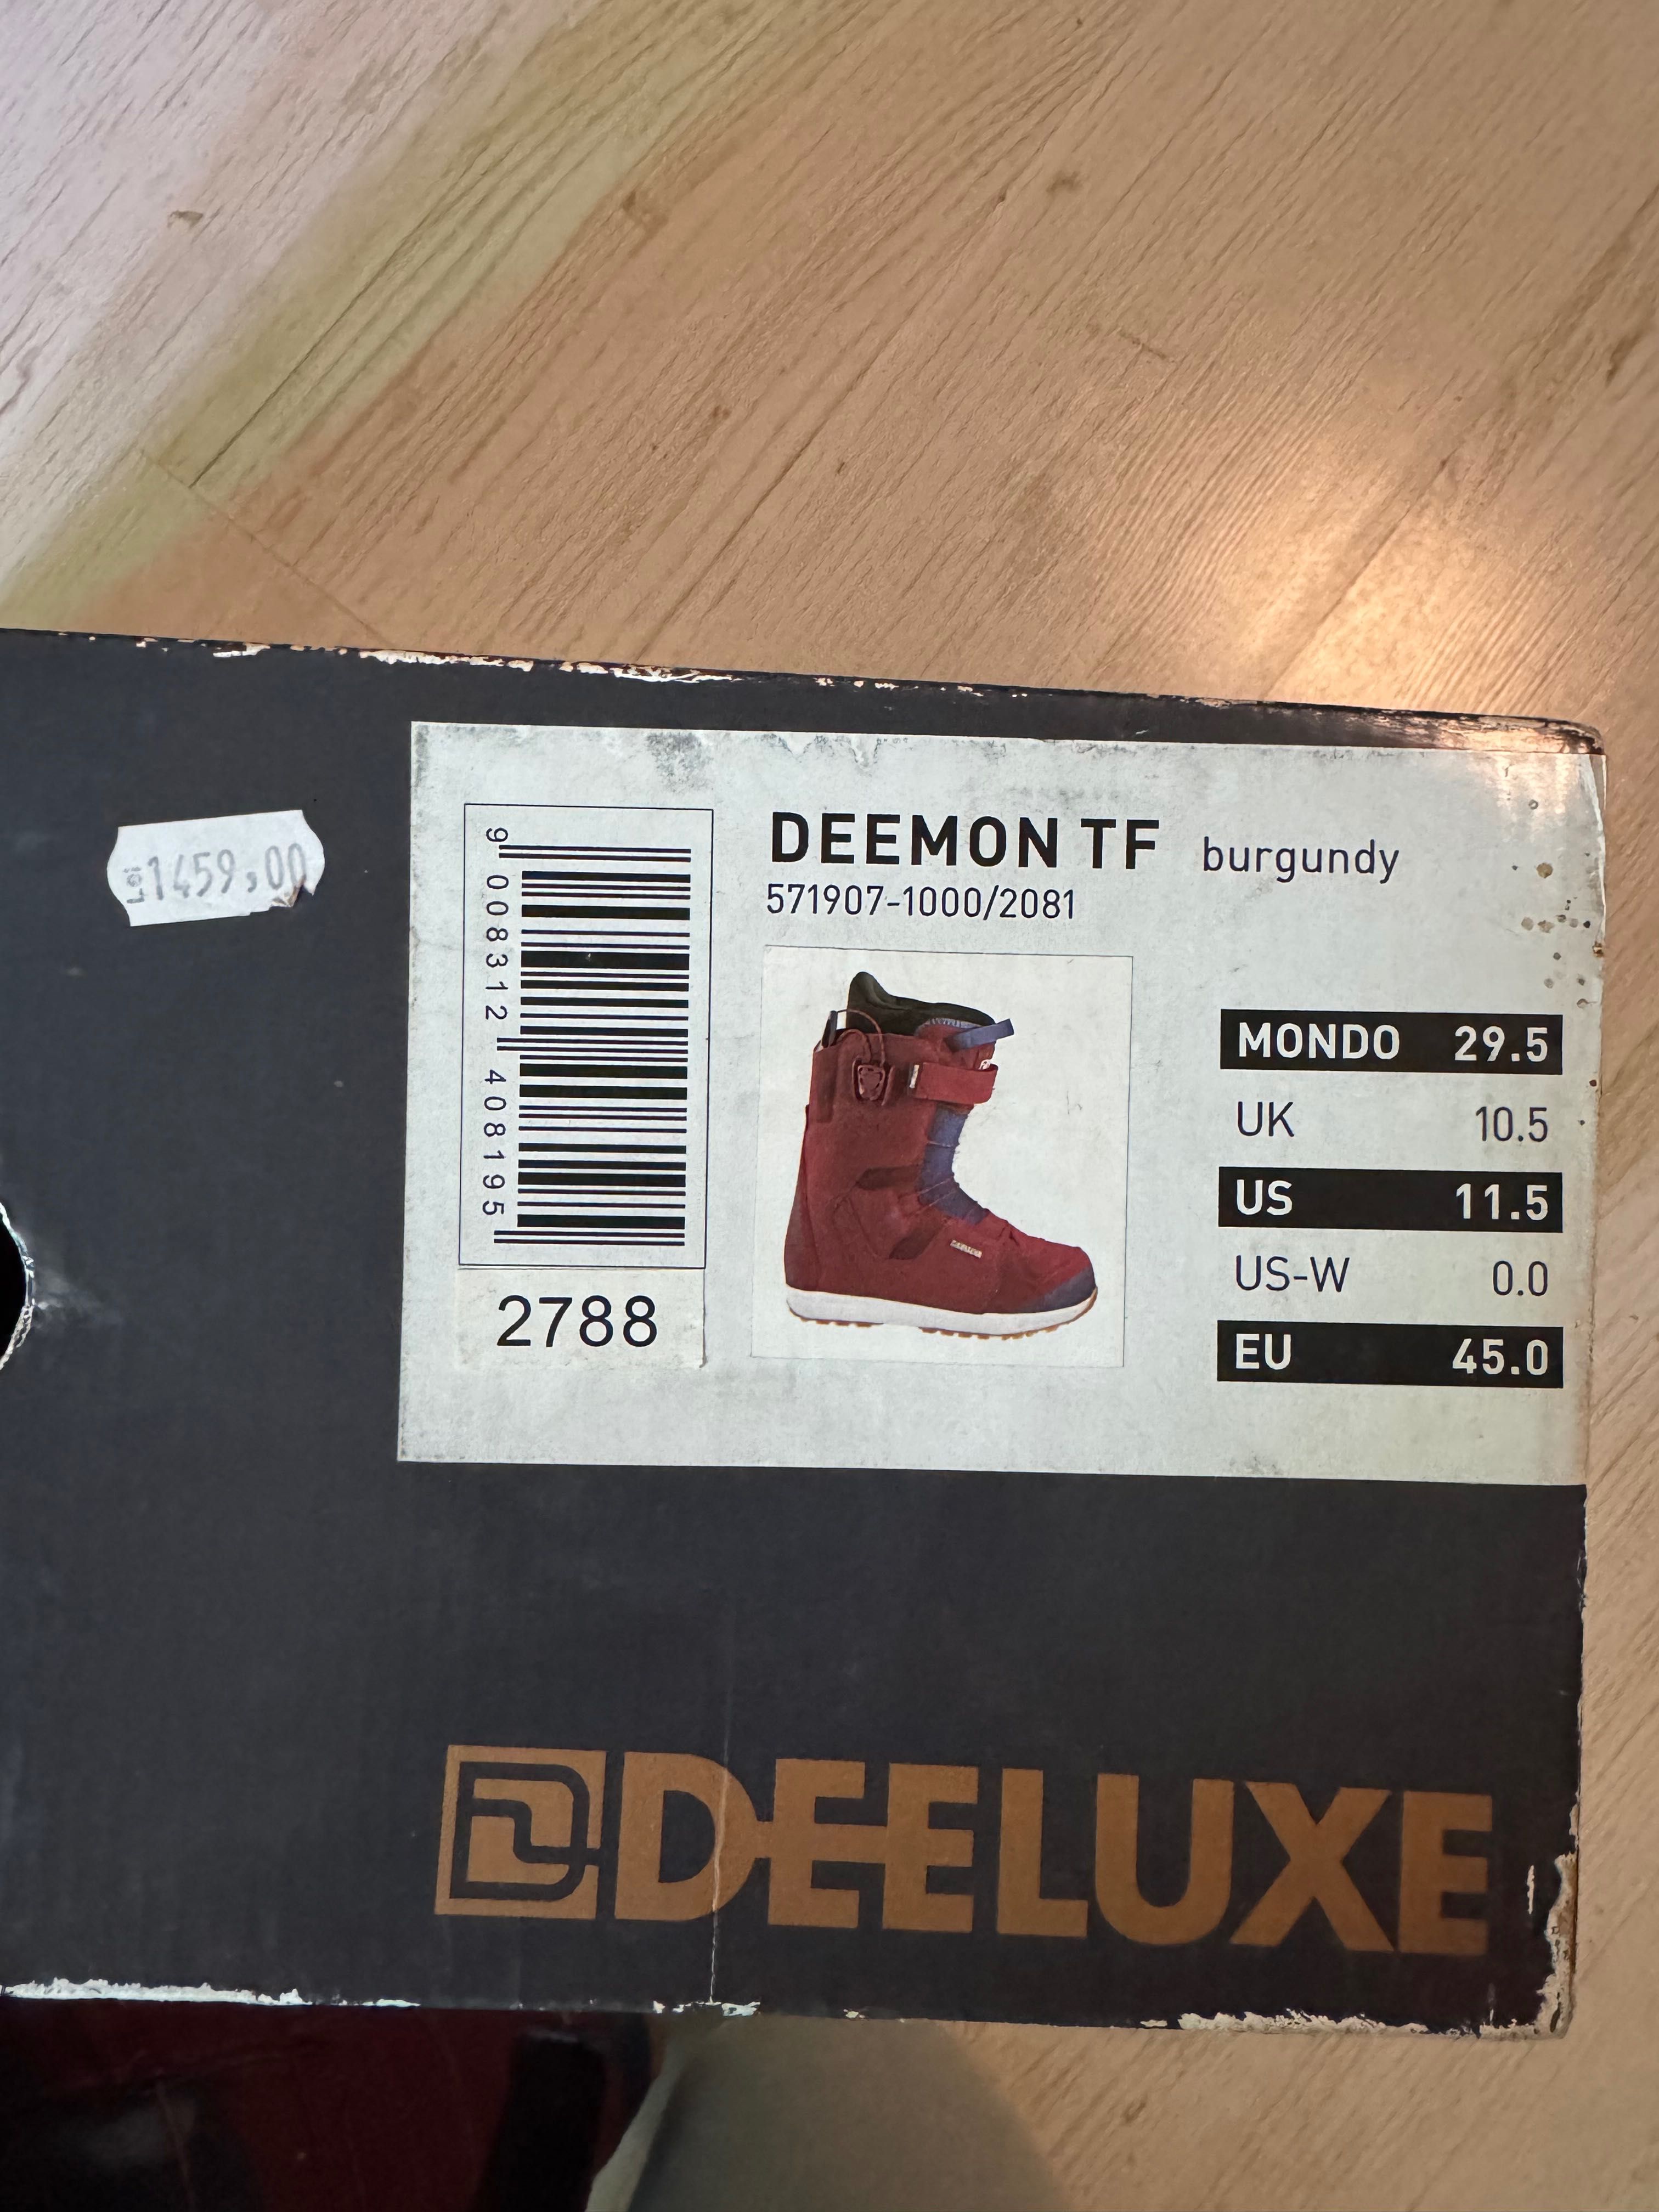 1459,00
DEEMON TF burgundy
571907-1000/2081
9 008312 408195
2788
MONDO 29.5
UK 10.5
US 11.5
US-W 0.0
EU 45.0
DEELUXE